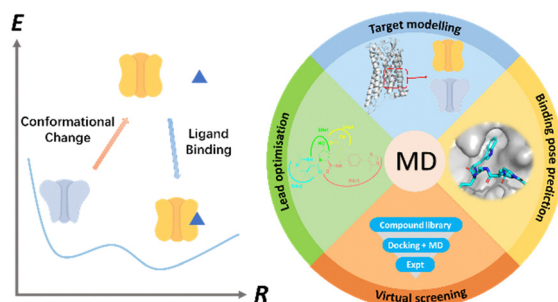 E
Conformational
Change
Ligand
Binding
R
Target modelling
Lead optimisation
MD
Binding pose prediction
Compound library
Docking + MD
Expt
Virtual screening